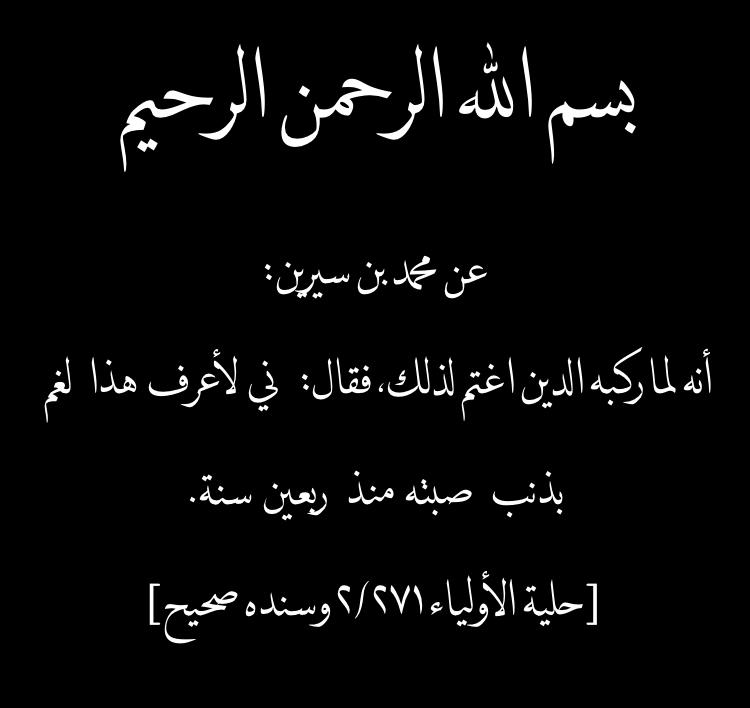 بسم الله الرحمن الرحيم
عن محمد بن سيرين:
أنه لما ركبه الدين اغتم لذلك، فقال: ني لأعرف هذا لغم
بذنب صبته منذ ربعين سنة.
[حلية الأولياء ٢/٢٧١ وسنده صحيح]